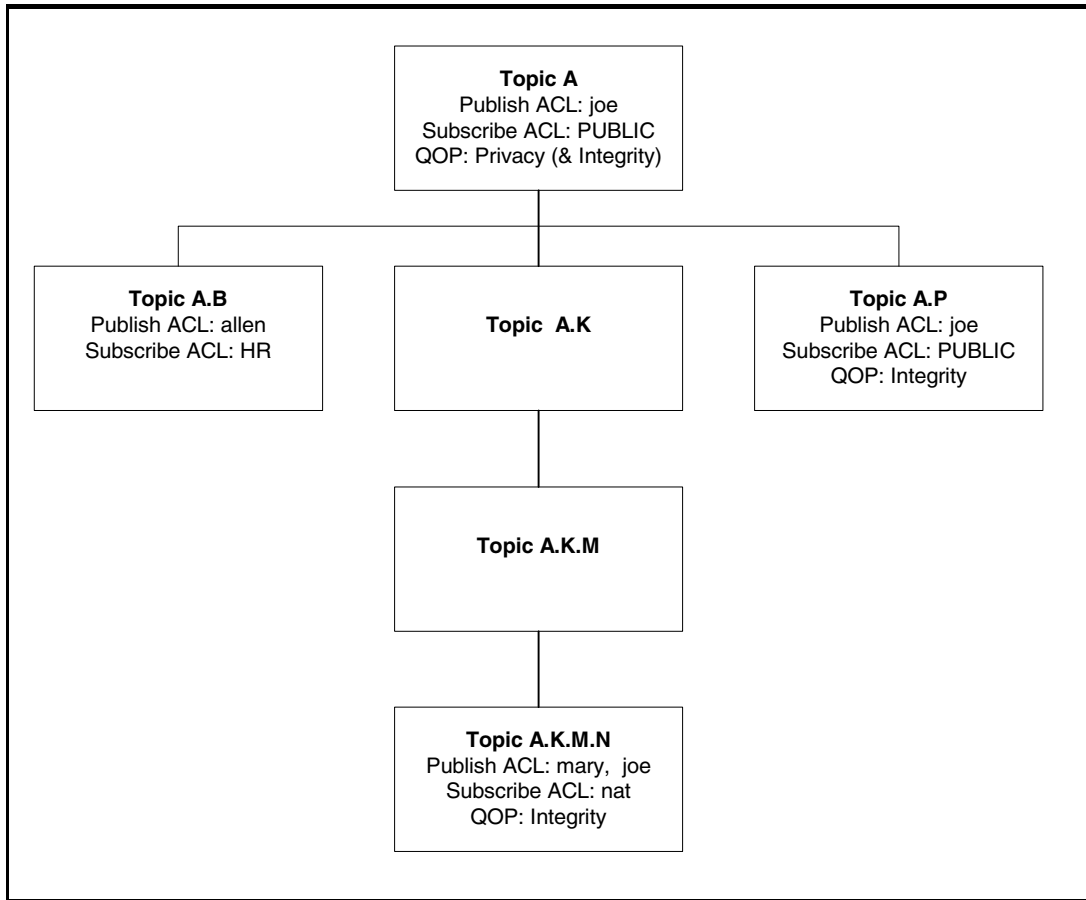 Topic A
Publish ACL: joe
Subscribe ACL: PUBLIC
QOP: Privacy (& Integrity)
Topic A.B
Publish ACL: allen
Subscribe ACL: HR
Topic A.K
Topic A.P
Publish ACL: joe
Subscribe ACL: PUBLIC
QOP: Integrity
Topic A.K.M
Topic A.K.M.N
Publish ACL: mary, joe
Subscribe ACL: nat
QOP: Integrity